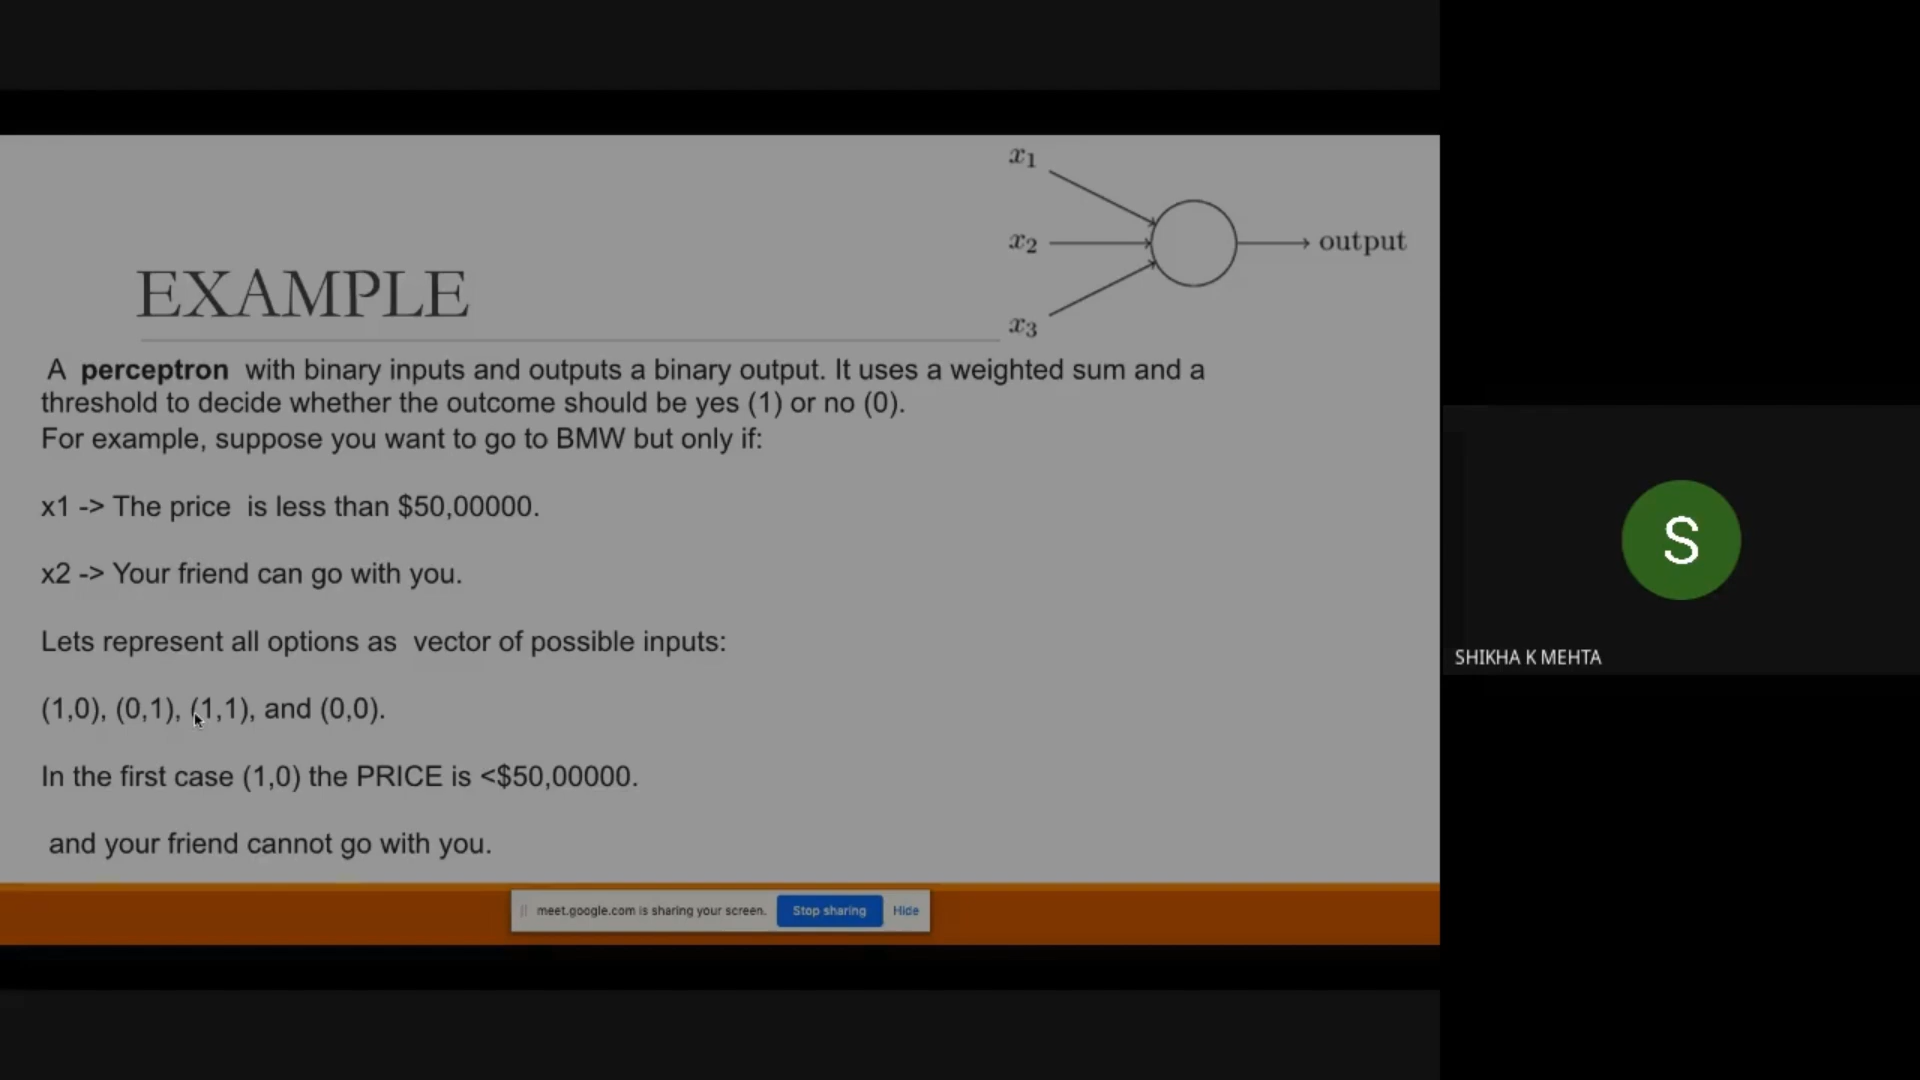 x1
x2
output
x3
EXAMPLE
A perceptron with binary inputs and outputs a binary output. It uses a weighted sum and a
threshold to decide whether the outcome should be yes (1) or no (0).
For example, suppose you want to go to BMW but only if:
x1 -> The price is less than $50,00000.
x2 -> Your friend can go with you.
Lets represent all options as vector of possible inputs:
(1,0), (0,1), (1,1), and (0,0).
In the first case (1,0) the PRICE is <$50,00000.
and your friend cannot go with you.
meet.google.com is sharing your screen. Stop sharing Hide
S
SHIKHA K MEHTA